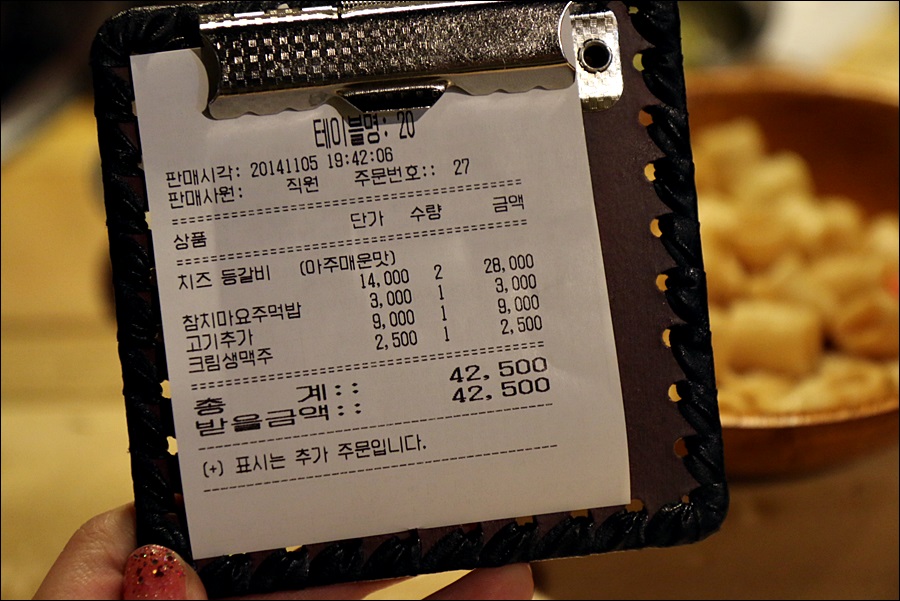 테이블명: 20
판매시각: 20141105 19:42:06
판매사원: 직원 주문번호:: 27
상품 단가 수량 금액
치즈 등갈비 (아주매운맛)
14,000 2 28,000
참치마요주먹밥 3,000 1 3,000
고기추가 9,000 1 9,000
크림생맥주 2,500 1 2,500
총 계:: 42,500
받을금액:: 42,500
(+) 표시는 추가 주문입니다.